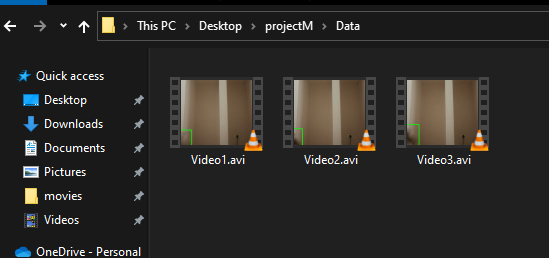 This PC > Desktop > projectM > Data
Quick access
Desktop
Downloads
Documents
Pictures
movies
Videos
OneDrive - Personal
Video1.avi
Video2.avi
Video3.avi